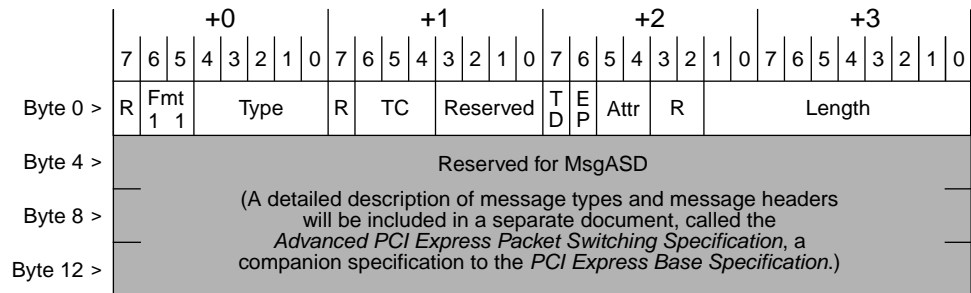 +0 +1 +2 +3
7 6 5 4 3 2 1 0 7 6 5 4 3 2 1 0 7 6 5 4 3 2 1 0 7 6 5 4 3 2 1 0
Byte 0 > R Fmt 1 1 Type R TC Reserved TD EP Attr R Length
Byte 4 > Reserved for MsgASD
(A detailed description of message types and message headers
Byte 8 > will be included in a separate document, called the
Advanced PCI Express Packet Switching Specification, a
companion specification to the PCI Express Base Specification.)
Byte 12 >